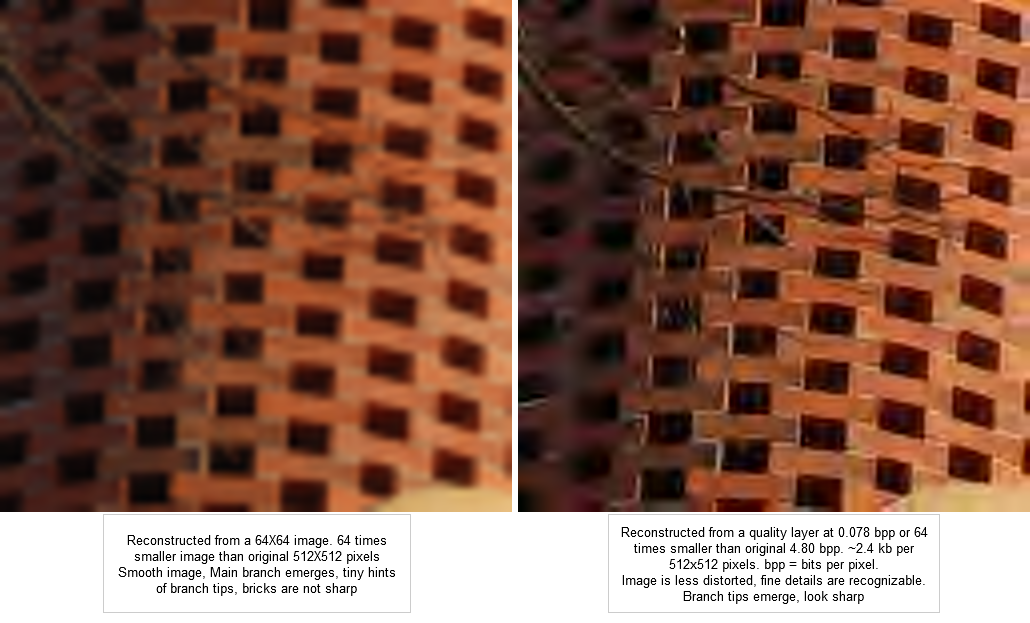 Reconstructed from a 64X64 image. 64 times
smaller image than original 512X512 pixels
Smooth image, Main branch emerges, tiny hints
of branch tips, bricks are not sharp
Reconstructed from a quality layer at 0.078 bpp or 64
times smaller than original 4.80 bpp. ~2.4 kb per
512x512 pixels. bpp = bits per pixel.
Image is less distorted, fine details are recognizable.
Branch tips emerge, look sharp